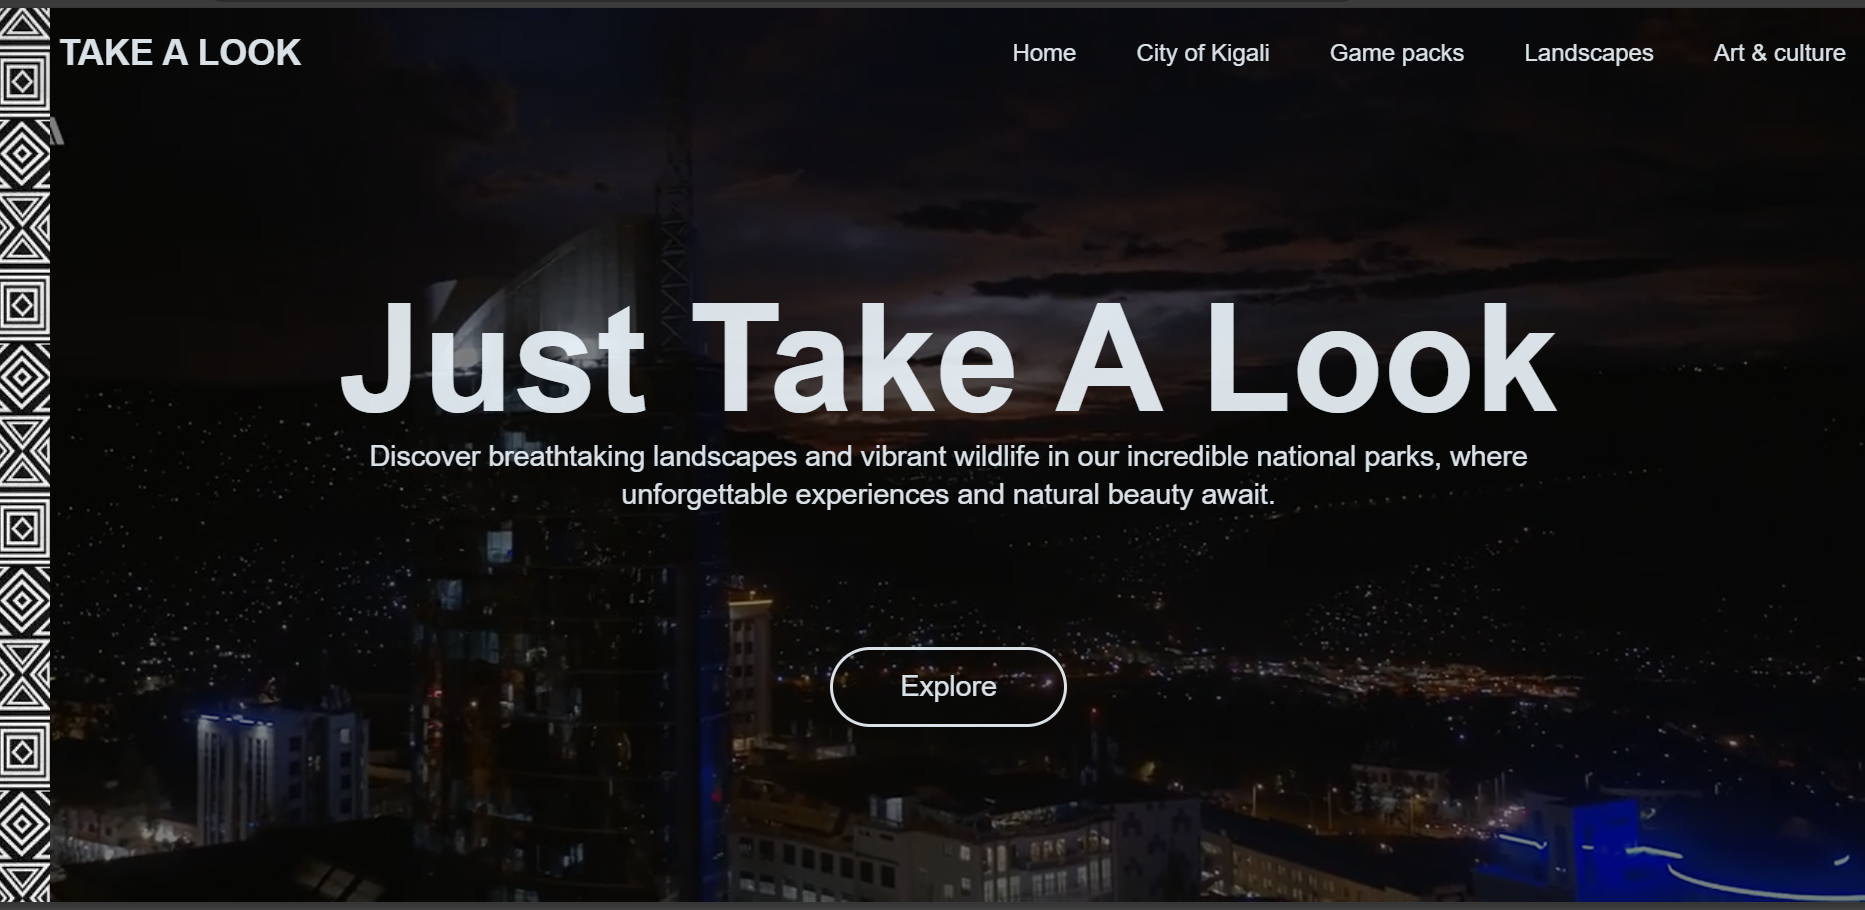 TAKE A LOOK
Home
City of Kigali
Game packs
Landscapes
Art & culture
Just Take A Look
Discover breathtaking landscapes and vibrant wildlife in our incredible national parks, where
unforgettable experiences and natural beauty await.
Explore